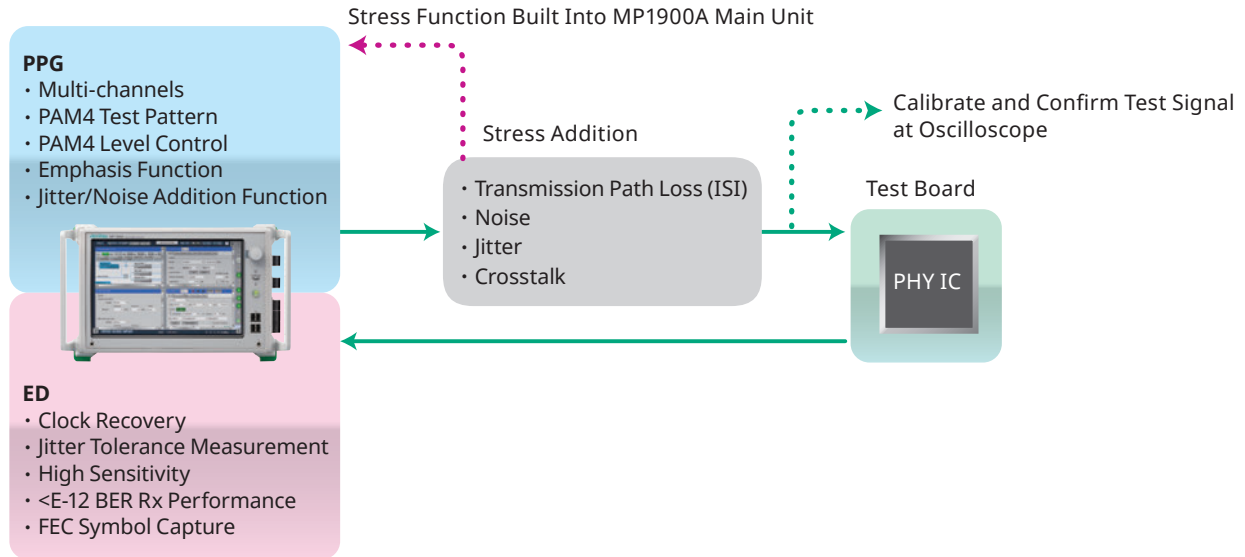 Stress Function Built Into MP1900A Main Unit
PPG
・Multi-channels
・PAM4 Test Pattern
・PAM4 Level Control
・Emphasis Function
・Jitter/Noise Addition Function
Stress Addition
・Transmission Path Loss (ISI)
・Noise
・Jitter
・Crosstalk
Calibrate and Confirm Test Signal
at Oscilloscope
Test Board
PHY IC
ED
・Clock Recovery
・Jitter Tolerance Measurement
・High Sensitivity
・<E-12 BER Rx Performance
・FEC Symbol Capture